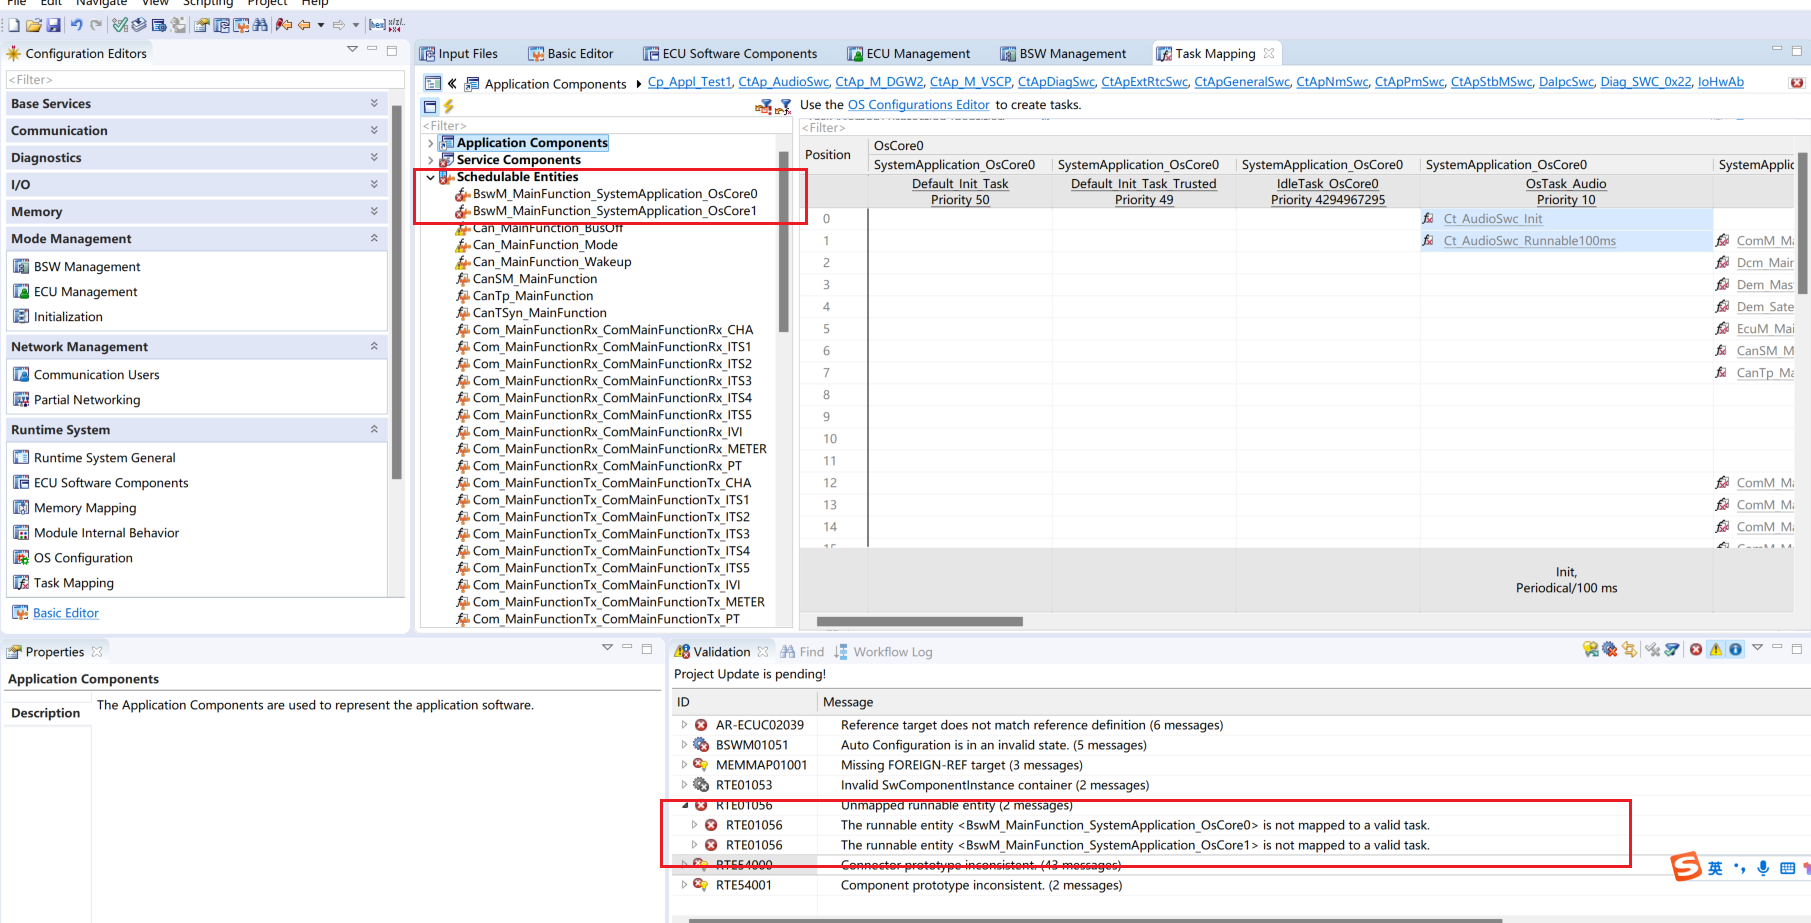 File Edit Navigate View Scripting Project Help
Configuration Editors
<Filter>
Base Services
Communication
Diagnostics
I/O
Memory
Mode Management
BSW Management
ECU Management
Initialization
Network Management
Communication Users
Partial Networking
Runtime System
Runtime System General
ECU Software Components
Memory Mapping
Module Internal Behavior
OS Configuration
Task Mapping
Basic Editor
Input Files Basic Editor ECU Software Components ECU Management BSW Management Task Mapping
Application Components Cp_Appl_Test1, CtAp_AudioSwc, CtAp_M_DGW2, CtAp_M_VSCP, CtApDiagSwc, CtApExtRtcSwc, CtApGeneralSwc, CtApNmSwc, CtApPmSwc, CtApStbMSwc, DalpcSwc, Diag_SWC_0x22, IoHwAb
<Filter>
Application Components
Service Components
Schedulable Entities
BswM_MainFunction_SystemApplication_OsCore0
BswM_MainFunction_SystemApplication_OsCore1
Can_MainFunction_BusOff
Can_MainFunction_Mode
Can_MainFunction_Wakeup
CanSM_MainFunction
CanTp_MainFunction
CanTSyn_MainFunction
Com_MainFunctionRx_ComMainFunctionRx_CHA
Com_MainFunctionRx_ComMainFunctionRx_ITS1
Com_MainFunctionRx_ComMainFunctionRx_ITS2
Com_MainFunctionRx_ComMainFunctionRx_ITS3
Com_MainFunctionRx_ComMainFunctionRx_ITS4
Com_MainFunctionRx_ComMainFunctionRx_ITS5
Com_MainFunctionRx_ComMainFunctionRx_IVI
Com_MainFunctionRx_ComMainFunctionRx_METER
Com_MainFunctionRx_ComMainFunctionRx_PT
Com_MainFunctionTx_ComMainFunctionTx_CHA
Com_MainFunctionTx_ComMainFunctionTx_ITS1
Com_MainFunctionTx_ComMainFunctionTx_ITS2
Com_MainFunctionTx_ComMainFunctionTx_ITS3
Com_MainFunctionTx_ComMainFunctionTx_ITS4
Com_MainFunctionTx_ComMainFunctionTx_ITS5
Com_MainFunctionTx_ComMainFunctionTx_IVI
Com_MainFunctionTx_ComMainFunctionTx_METER
Com_MainFunctionTx_ComMainFunctionTx_PT
Use the OS Configurations Editor to create tasks.
<Filter>
Position OsCore0
SystemApplication_OsCore0 SystemApplication_OsCore0 SystemApplication_OsCore0 SystemApplication_OsCore0 SystemApplic
Default_Init_Task Default_Init_Task_Trusted IdleTask_OsCore0 OsTask_Audio
Priority 50 Priority 49 Priority 4294967295 Priority 10
0 Ct_AudioSwc_Init
1 Ct_AudioSwc_Runnable100ms ComM_Ma
2 Dcm_Main
3 Dem_Mas
4 Dem_Sate
5 EcuM_Mai
6 CanSM_M
7 CanTp_Ma
8
9
10
11
12 ComM_Ma
13 ComM_Ma
14 ComM_Ma
15 ComM_Ma
Init,
Periodical/100 ms
Properties
Application Components
Description
The Application Components are used to represent the application software.
Validation Find Workflow Log
Project Update is pending!
ID Message
AR-ECUC02039 Reference target does not match reference definition (6 messages)
BSWM01051 Auto Configuration is in an invalid state. (5 messages)
MEMMAP01001 Missing FOREIGN-REF target (3 messages)
RTE01053 Invalid SwComponentInstance container (2 messages)
RTE01056 Unmapped runnable entity (2 messages)
RTE01056 The runnable entity <BswM_MainFunction_SystemApplication_OsCore0> is not mapped to a valid task.
RTE01056 The runnable entity <BswM_MainFunction_SystemApplication_OsCore1> is not mapped to a valid task.
RTE54000 Connector prototype inconsistent. (43 messages)
RTE54001 Component prototype inconsistent. (2 messages)
英